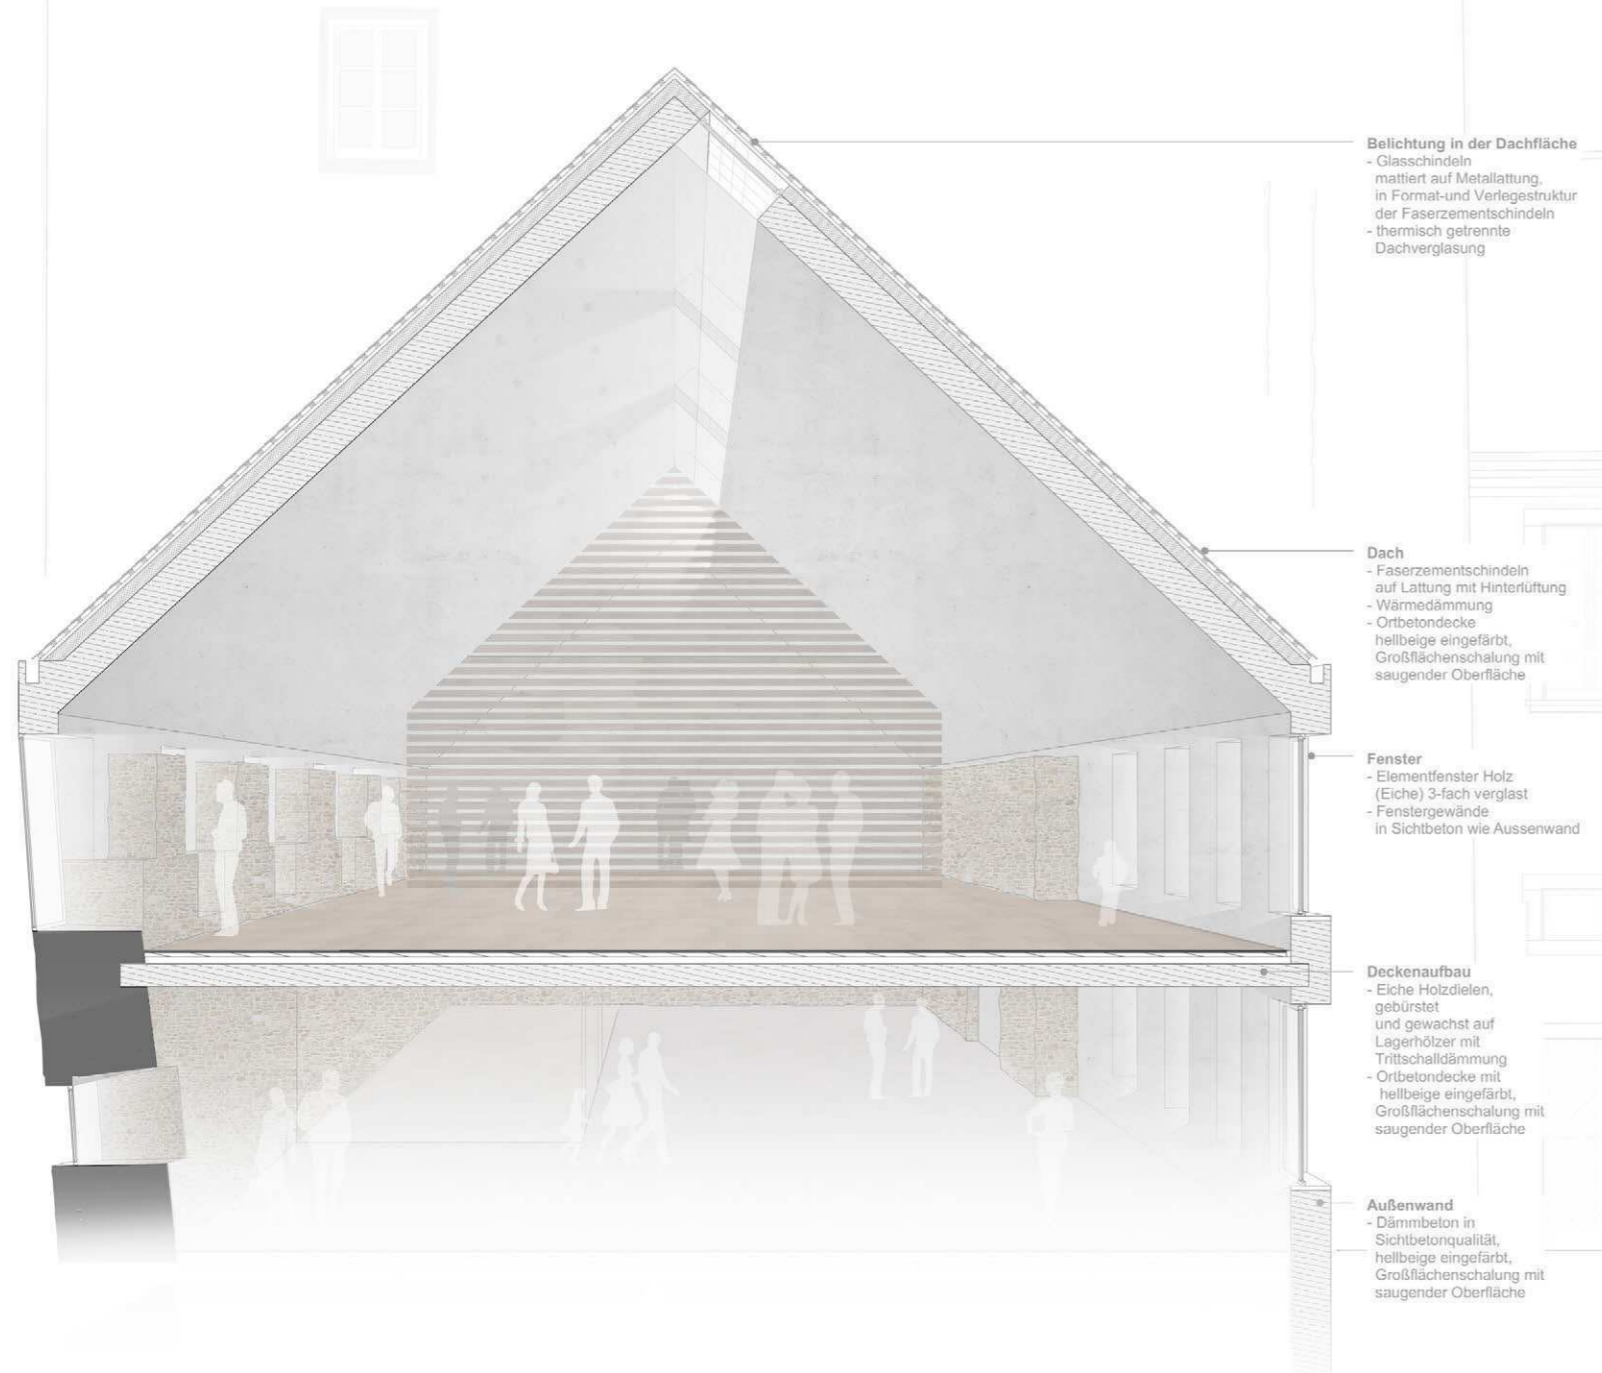 Belichtung in der Dachfläche
- Glasschindeln
mattiert auf Metallattung,
in Format-und Verlegestruktur
der Faserzementschindeln
- thermisch getrennte
Dachverglasung
Dach
- Faserzementschindeln
auf Lattung mit Hinterlüftung
- Wärmedämmung
- Ortbetondecke
hellbeige eingefärbt,
Großflächenschalung mit
saugender Oberfläche
Fenster
- Elementfenster Holz
(Eiche) 3-fach verglast
- Fenstergewände
in Sichtbeton wie Aussenwand
Deckenaufbau
- Eiche Holzdielen,
gebürstet
und gewachst auf
Lagerhölzer mit
Trittschalldämmung
- Ortbetondecke mit
hellbeige eingefärbt,
Großflächenschalung mit
saugender Oberfläche
Außenwand
- Dämmbeton in
Sichtbetonqualität,
hellbeige eingefärbt,
Großflächenschalung mit
saugender Oberfläche